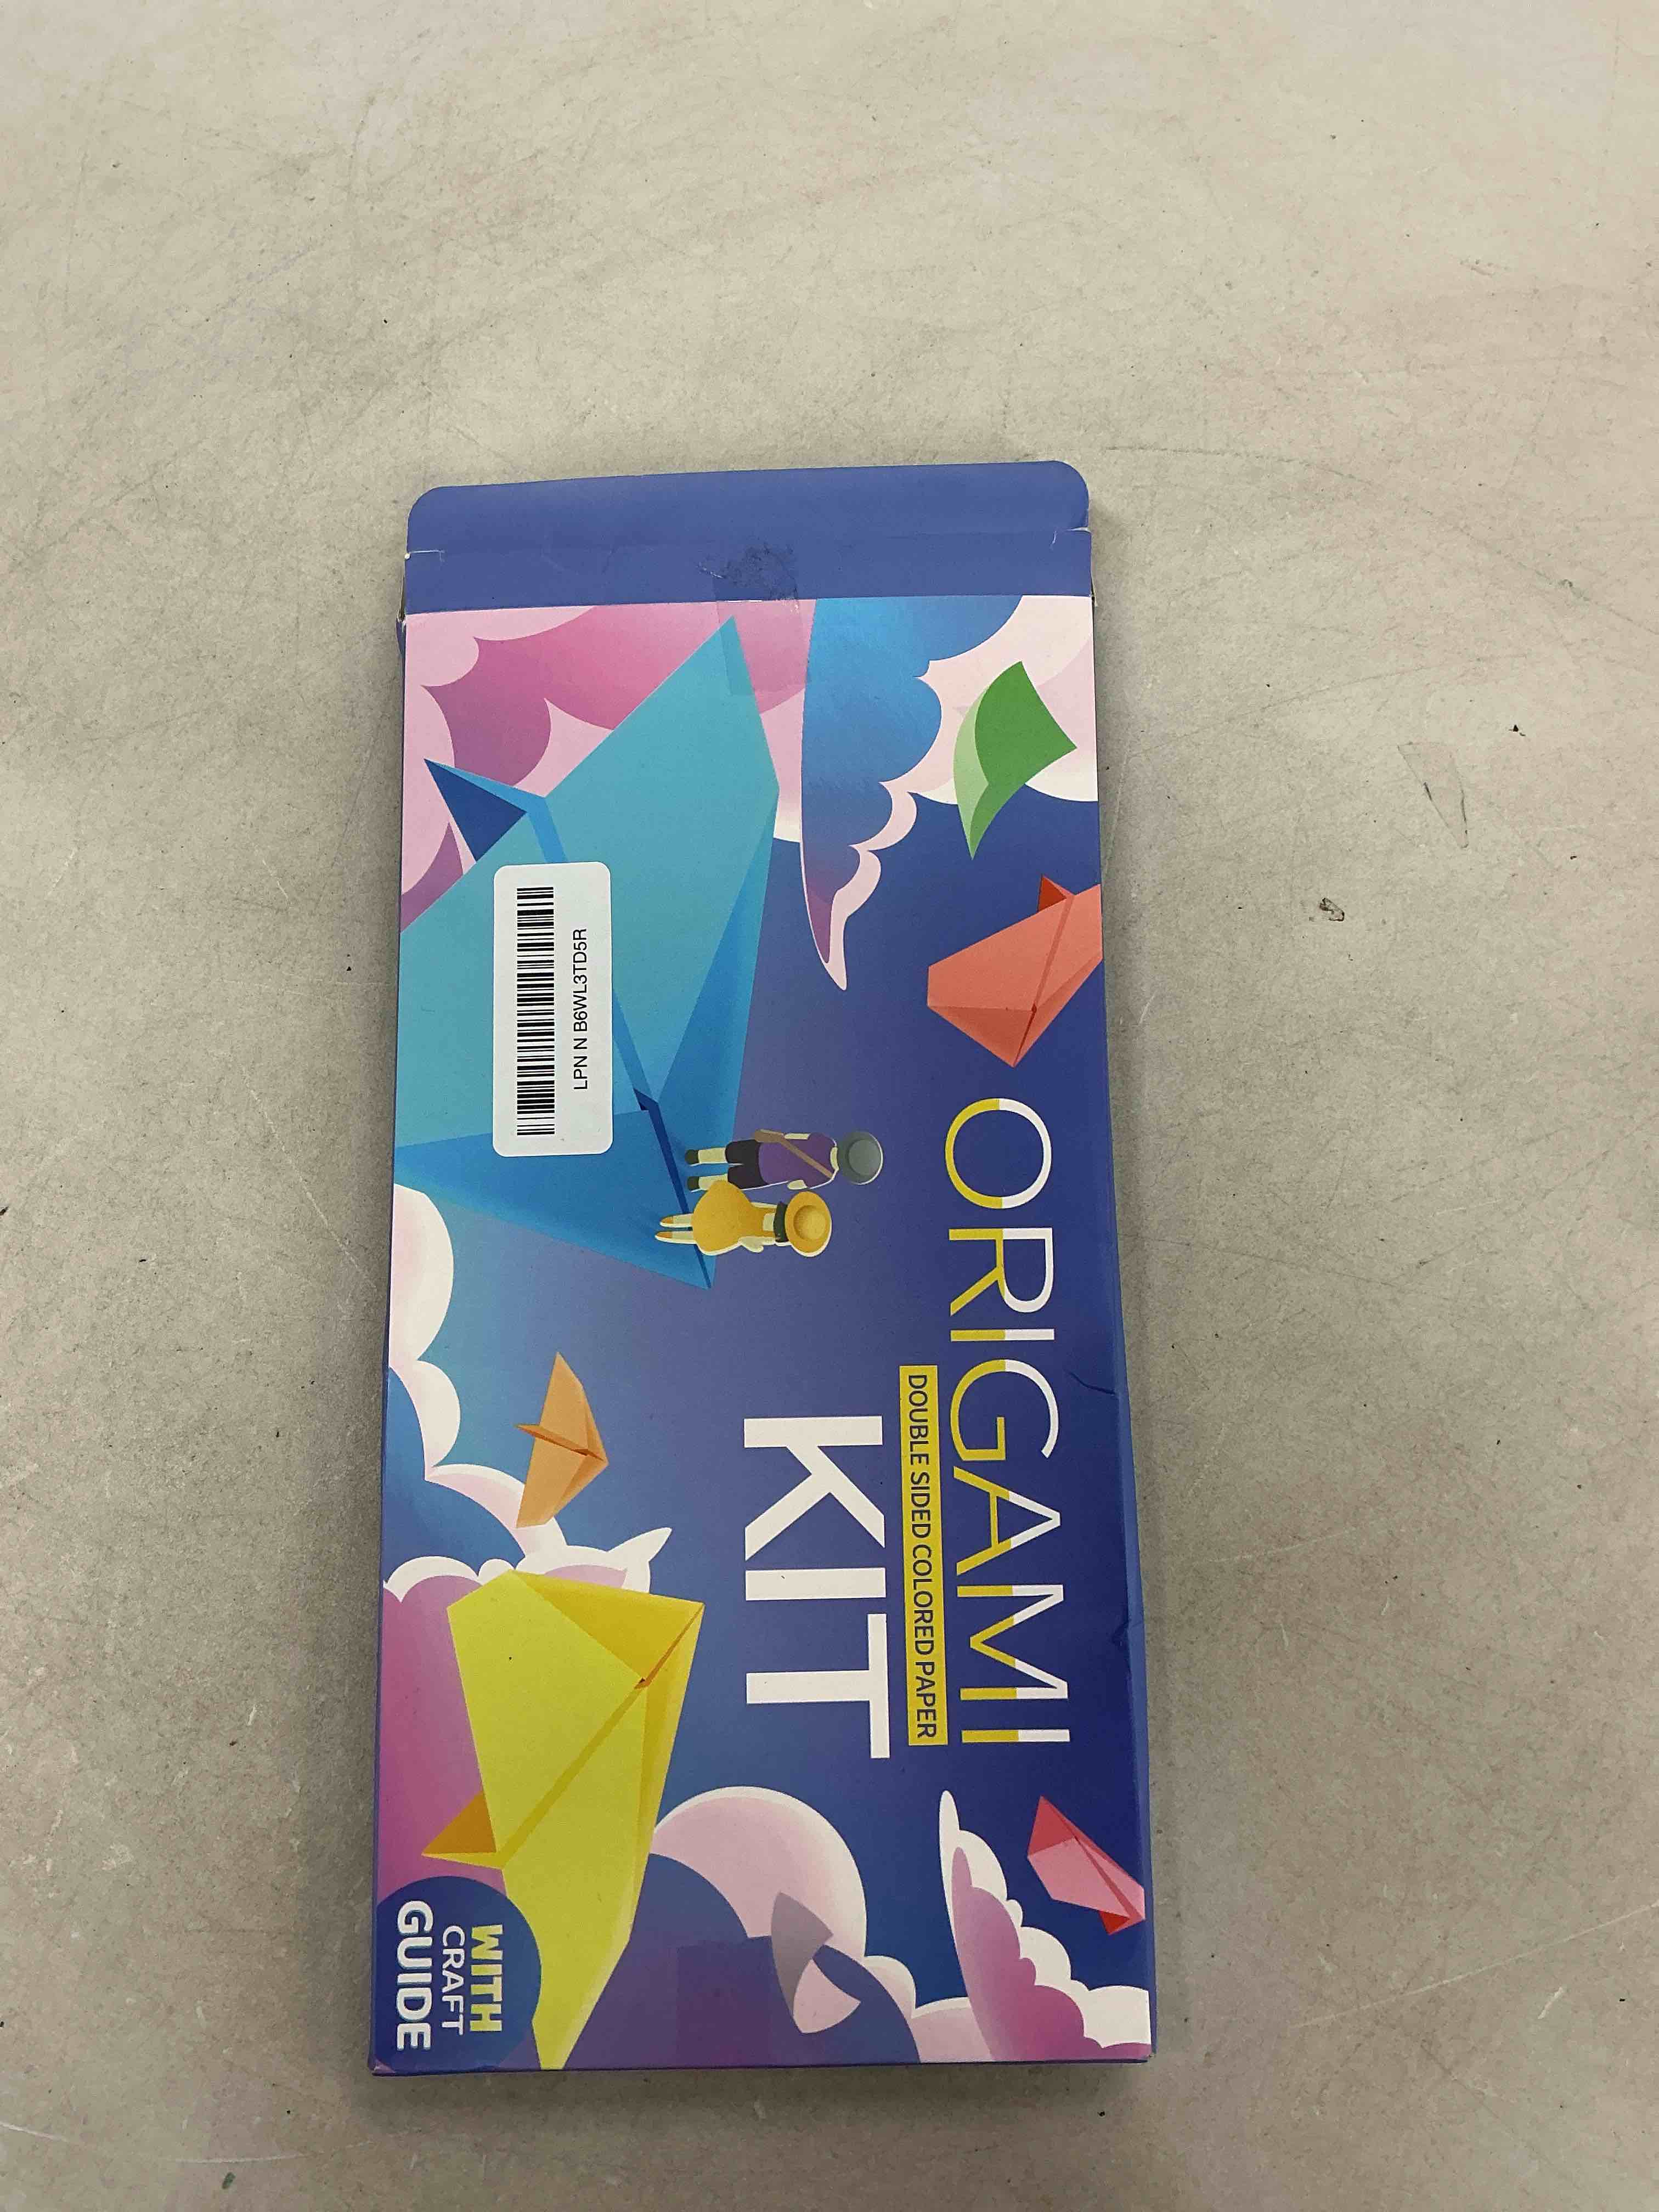 ORIGAMI
DOUBLE SIDED COLORED PAPER
KIT
LPN N B6WL3TD5R
WITH
CRAFT
GUIDE